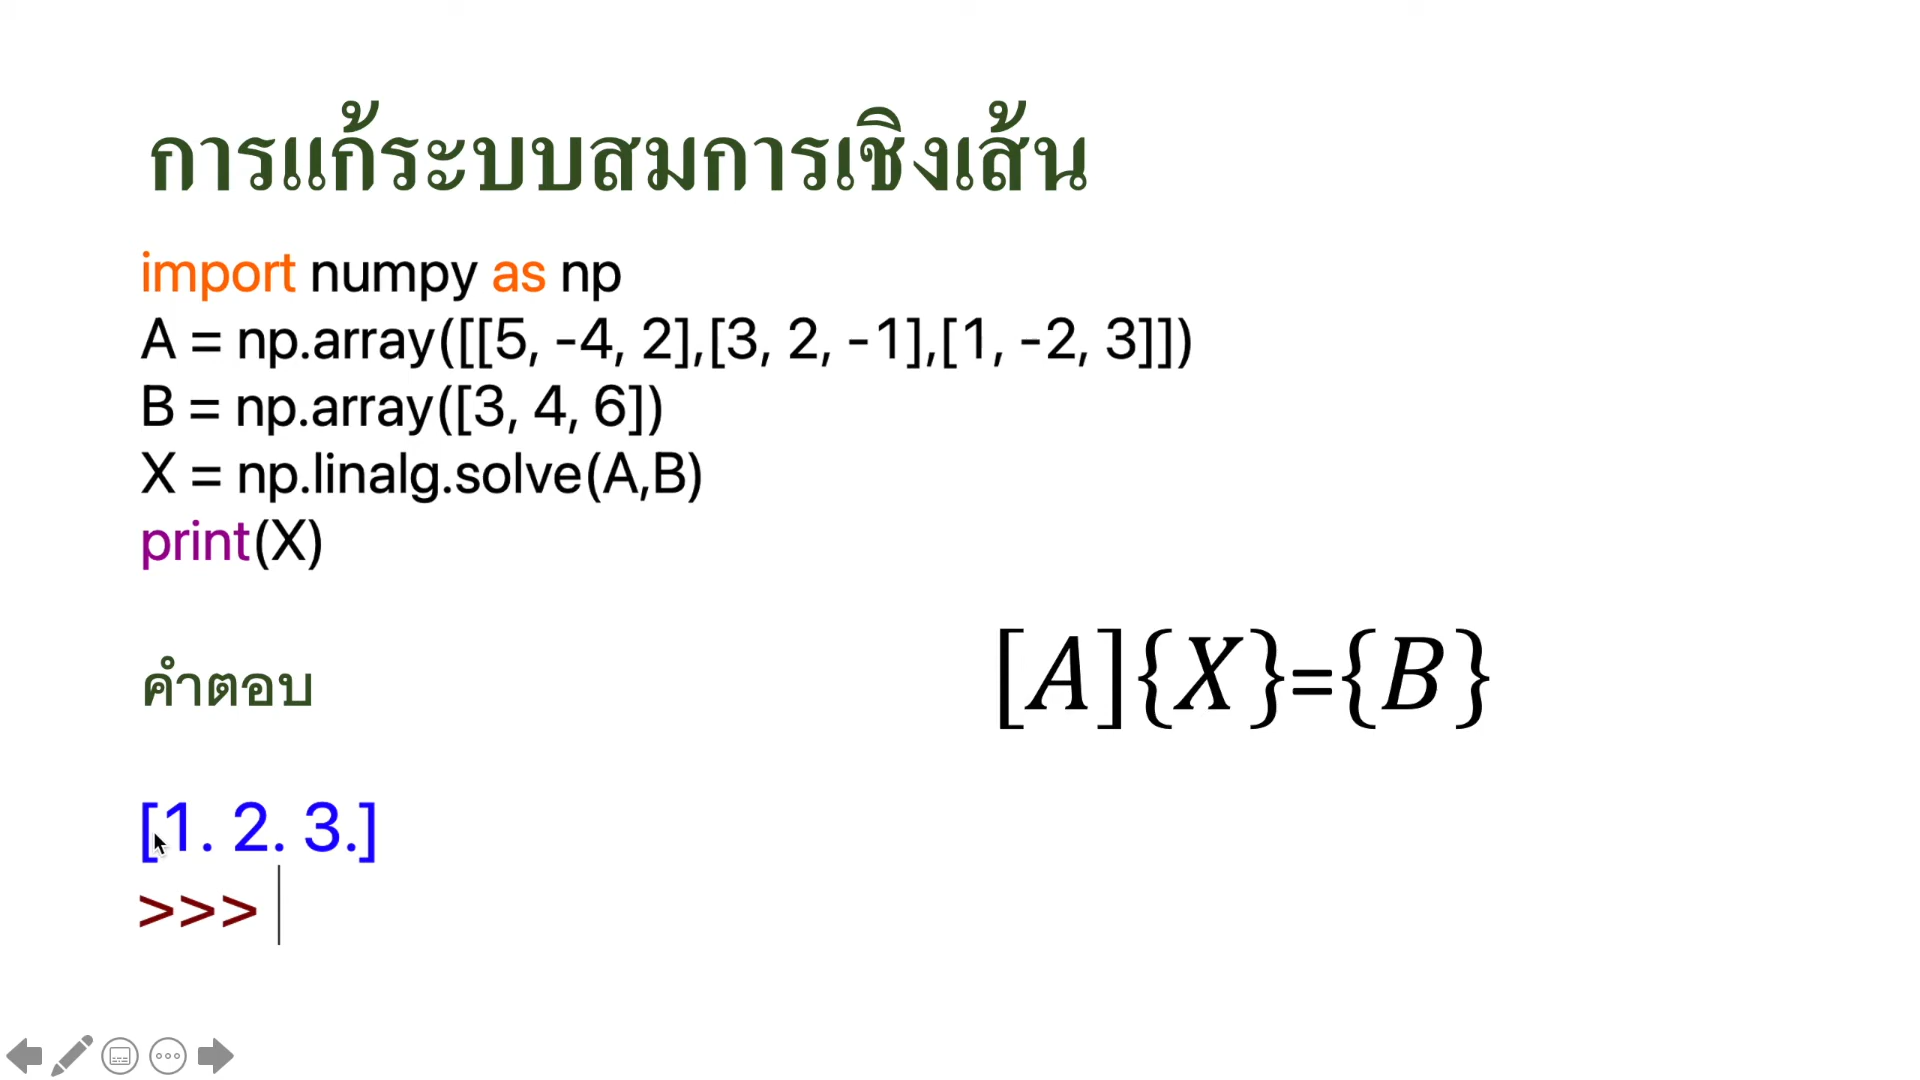 การแก้ระบบสมการเชิงเส้น
import numpy as np
A = np.array([[5, -4, 2],[3, 2, -1],[1, -2, 3]])
B = np.array([3, 4, 6])
X = np.linalg.solve(A,B)
print(X)
คำตอบ
[A]{X}={B}
[1. 2. 3.]
>>>